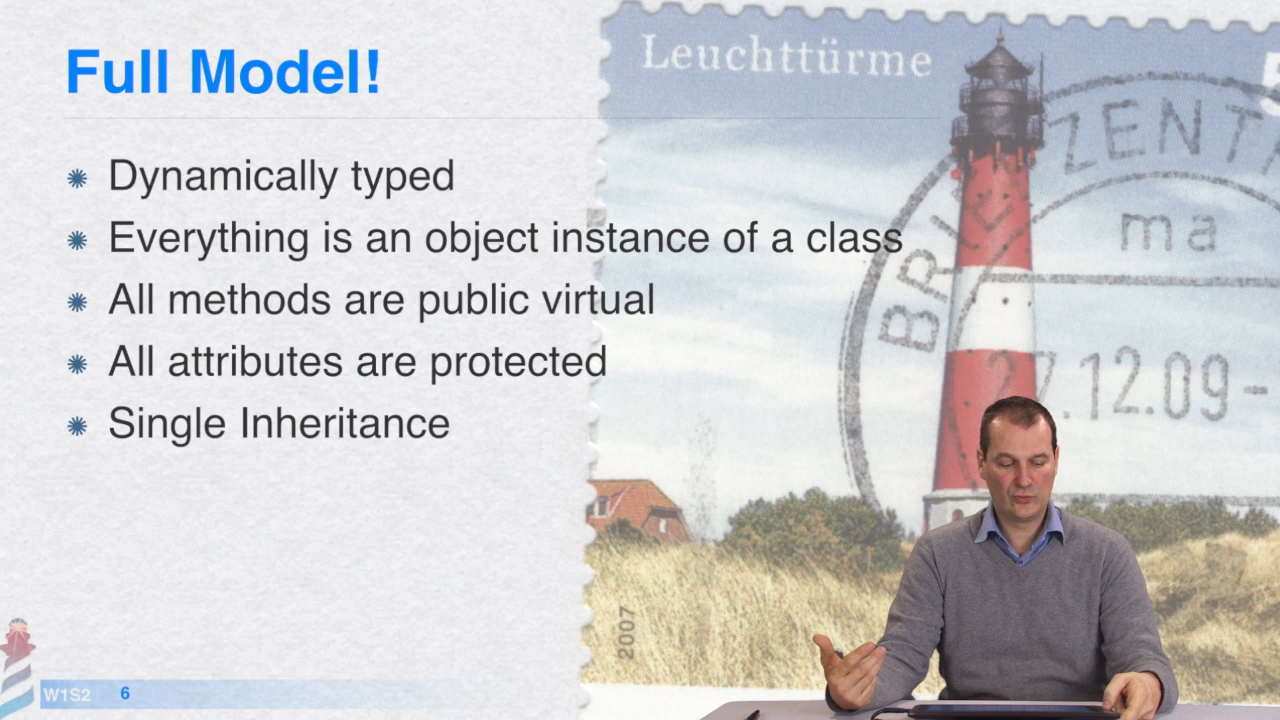 Full Model!
Dynamically typed
Everything is an object instance of a class
All methods are public virtual
All attributes are protected
Single Inheritance
Leuchttürme
5
ma
27.12.09-
2007
W1S2 6